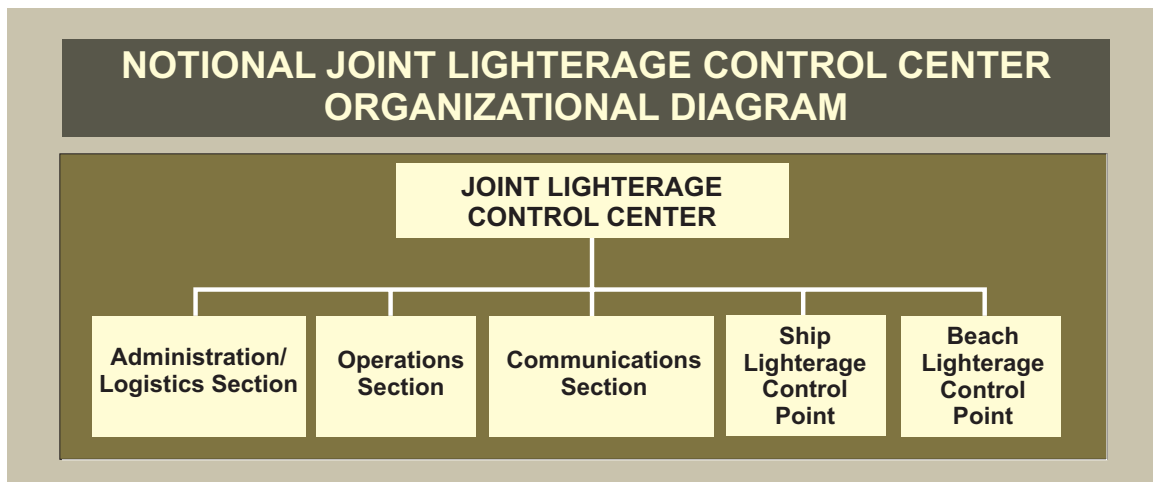 NOTIONAL JOINT LIGHTERAGE CONTROL CENTER
ORGANIZATIONAL DIAGRAM
JOINT LIGHTERAGE
CONTROL CENTER
Administration/
Logistics Section
Operations
Section
Communications
Section
Ship
Lighterage
Control
Point
Beach
Lighterage
Control
Point